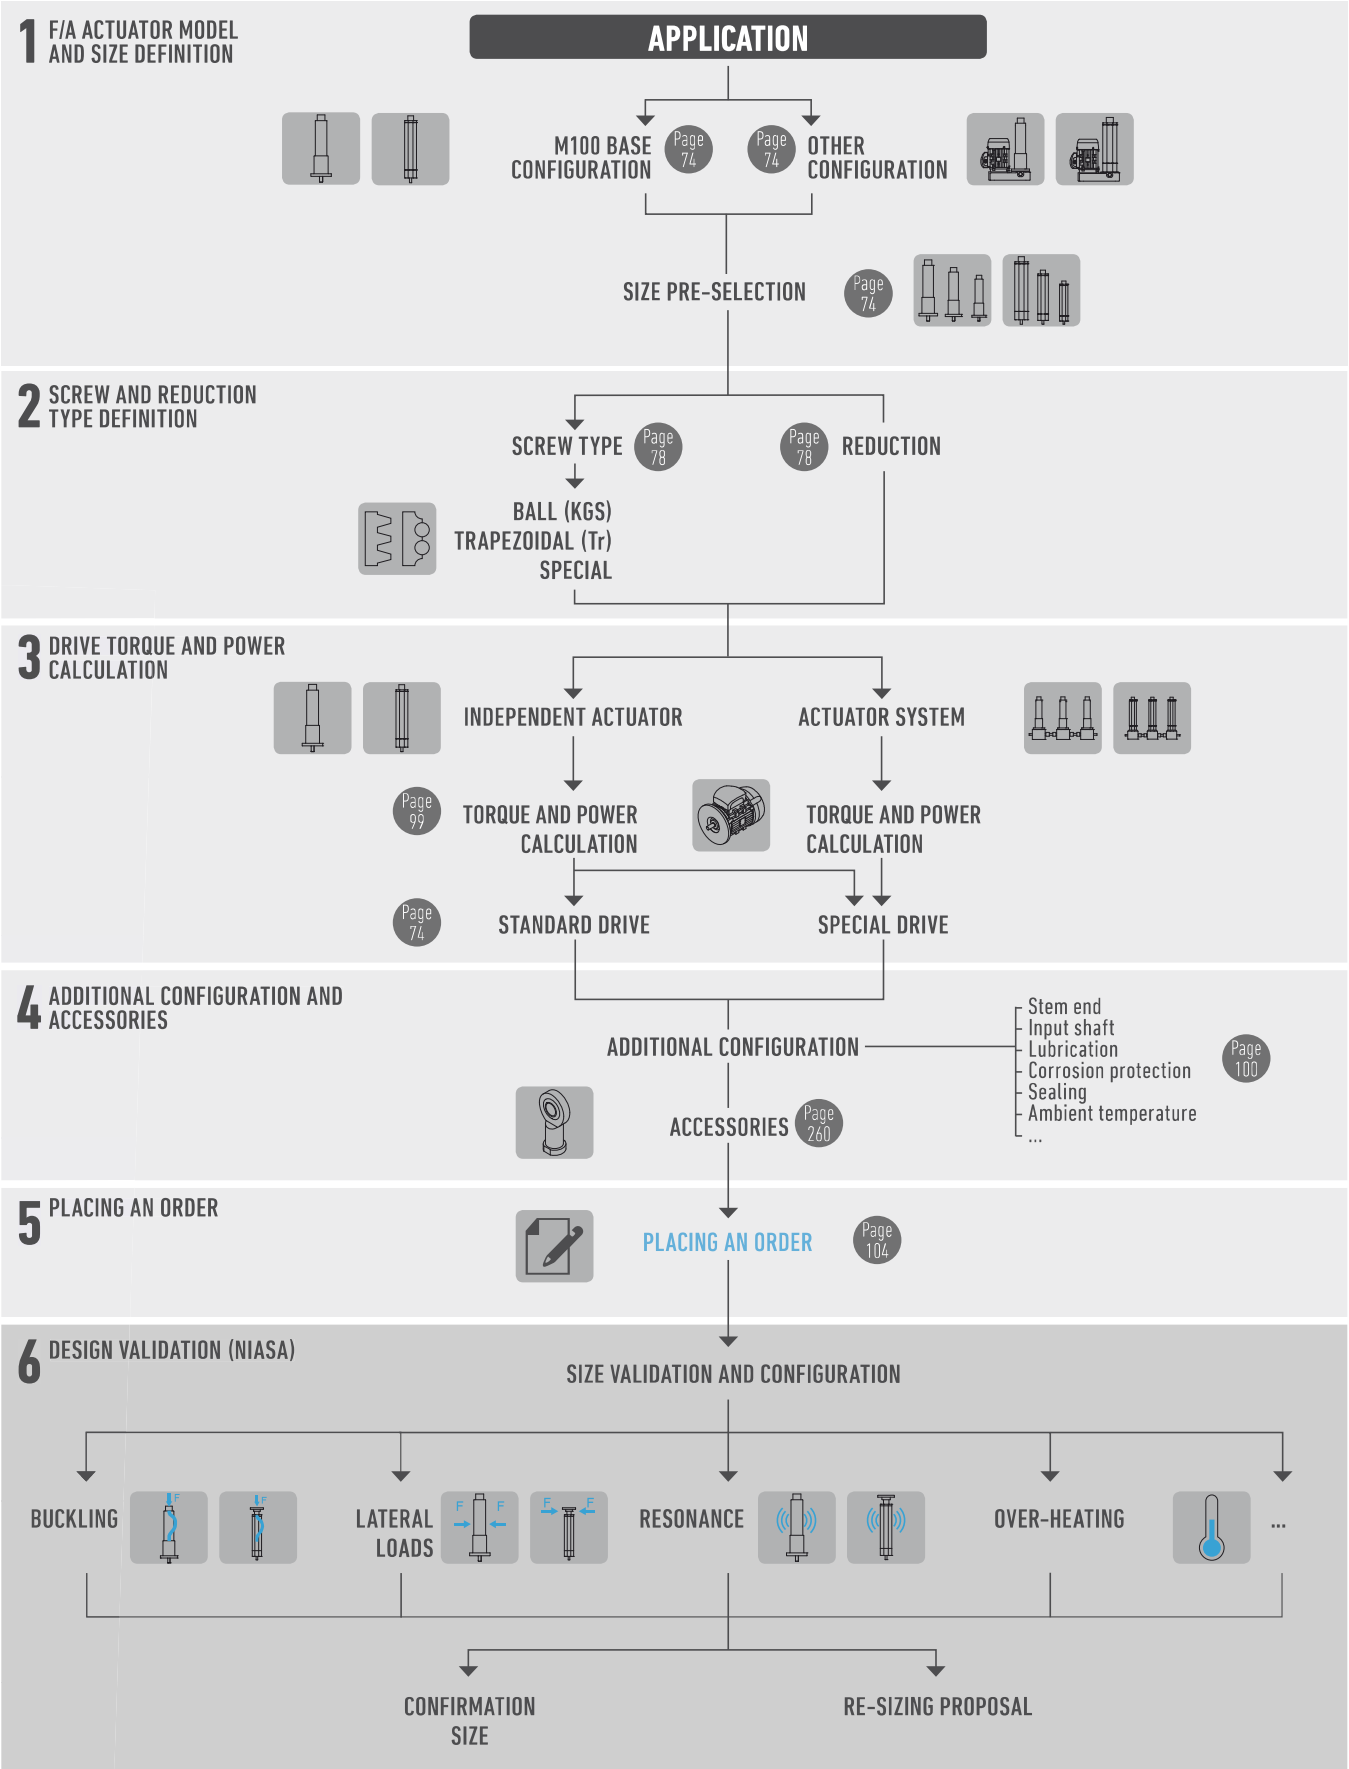 1 F/A ACTUATOR MODEL
AND SIZE DEFINITION
APPLICATION
M100 BASE
CONFIGURATION
Page
74
Page
74
OTHER
CONFIGURATION
SIZE PRE-SELECTION
Page
74
2 SCREW AND REDUCTION
TYPE DEFINITION
SCREW TYPE
Page
78
Page
78
REDUCTION
BALL (KGS)
TRAPEZOIDAL (Tr)
SPECIAL
3 DRIVE TORQUE AND POWER
CALCULATION
INDEPENDENT ACTUATOR
ACTUATOR SYSTEM
Page
99
TORQUE AND POWER
CALCULATION
TORQUE AND POWER
CALCULATION
Page
74
STANDARD DRIVE
SPECIAL DRIVE
4 ADDITIONAL CONFIGURATION AND
ACCESSORIES
ADDITIONAL CONFIGURATION
Stem end
Input shaft
Lubrication
Corrosion protection
Sealing
Ambient temperature
...
Page
100
ACCESSORIES
Page
260
5 PLACING AN ORDER
PLACING AN ORDER
Page
104
6 DESIGN VALIDATION (NIASA)
SIZE VALIDATION AND CONFIGURATION
BUCKLING
F
F
LATERAL
LOADS
F F
F F
RESONANCE
OVER-HEATING
...
CONFIRMATION
SIZE
RE-SIZING PROPOSAL